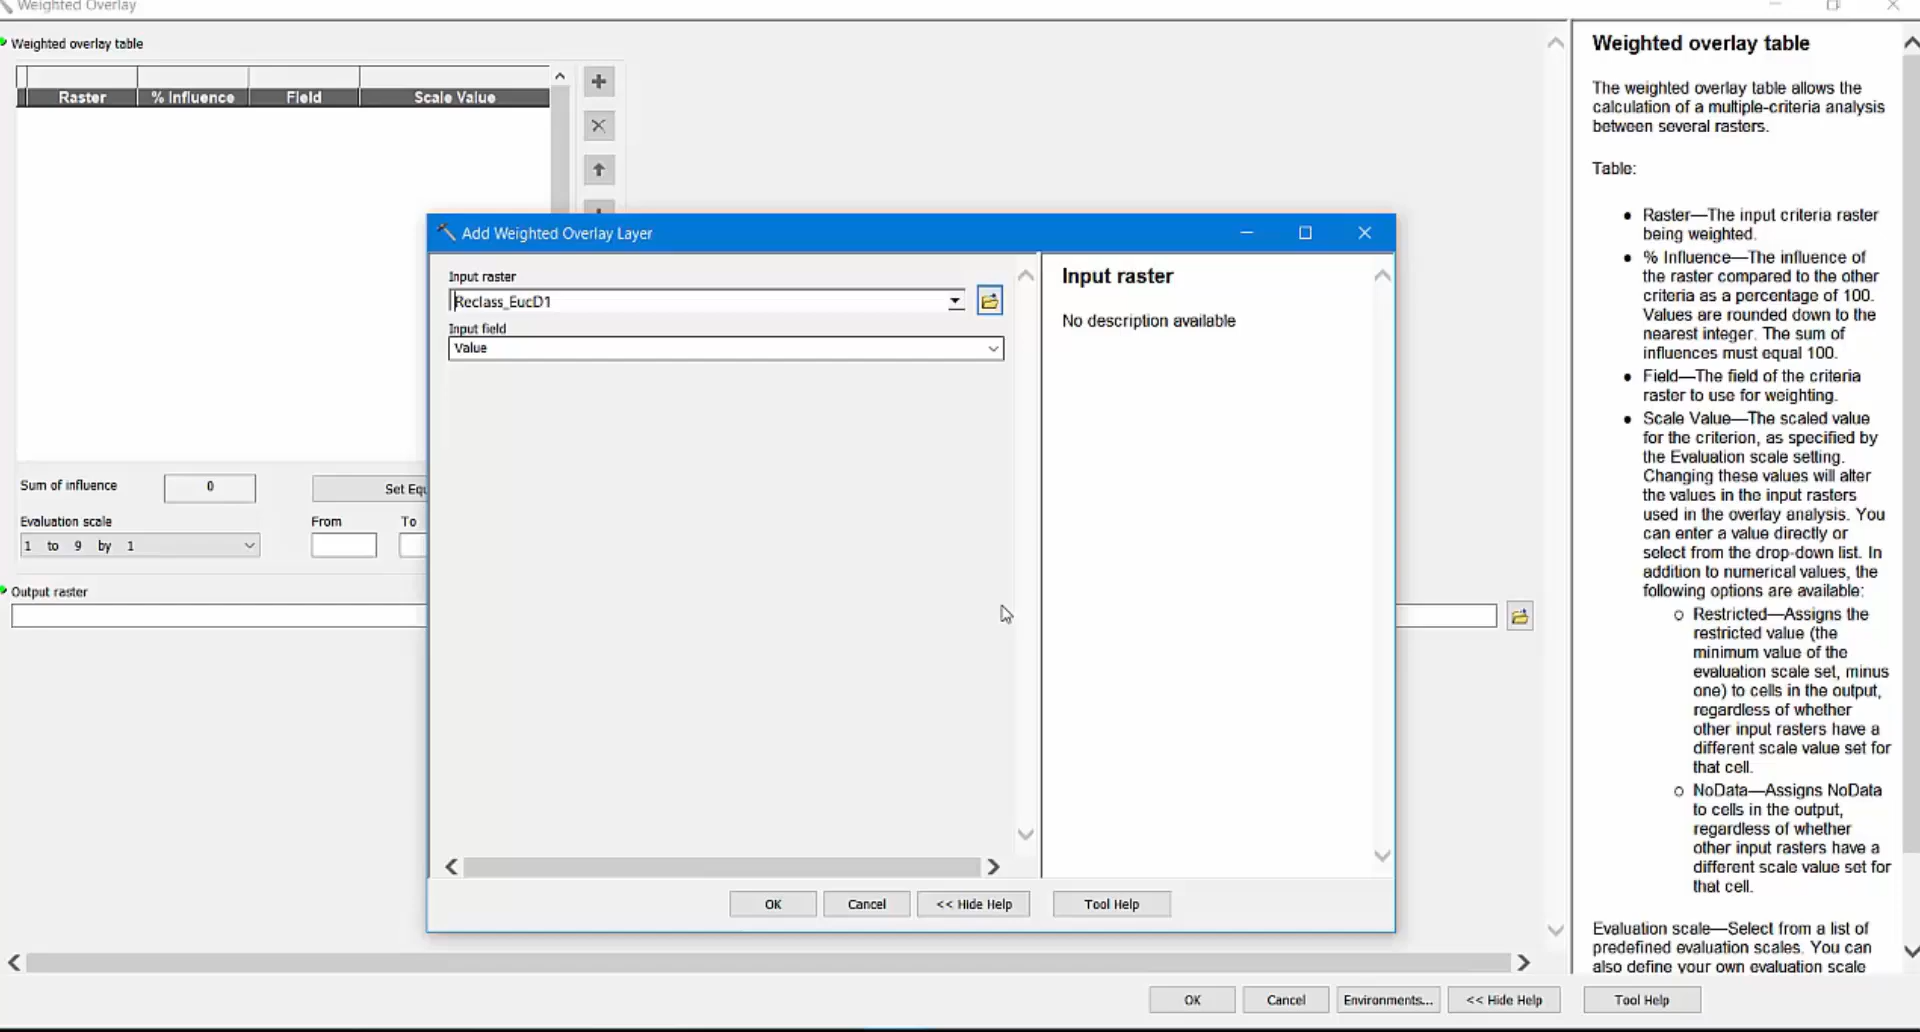 Weighted Overlay
Weighted overlay table
Raster % Influence Field Scale Value
Sum of influence 0 Set Equ
Evaluation scale From To
1 to 9 by 1
Output raster
Add Weighted Overlay Layer
Input raster
Reclass_EucD1
Input field
Value
Input raster
No description available
OK Cancel << Hide Help Tool Help
Weighted overlay table
The weighted overlay table allows the
calculation of a multiple-criteria analysis
between several rasters.
Table:
Raster—The input criteria raster
being weighted.
% Influence—The influence of
the raster compared to the other
criteria as a percentage of 100.
Values are rounded down to the
nearest integer. The sum of
influences must equal 100.
Field—The field of the criteria
raster to use for weighting.
Scale Value—The scaled value
for the criterion, as specified by
the Evaluation scale setting.
Changing these values will alter
the values in the input rasters
used in the overlay analysis. You
can enter a value directly or
select from the drop-down list. In
addition to numerical values, the
following options are available:
Restricted—Assigns the
restricted value (the
minimum value of the
evaluation scale set, minus
one) to cells in the output,
regardless of whether
other input rasters have a
different scale value set for
that cell.
NoData—Assigns NoData
to cells in the output,
regardless of whether
other input rasters have a
different scale value set for
that cell.
Evaluation scale—Select from a list of
predefined evaluation scales. You can
also define your own evaluation scale
OK Cancel Environments... << Hide Help Tool Help